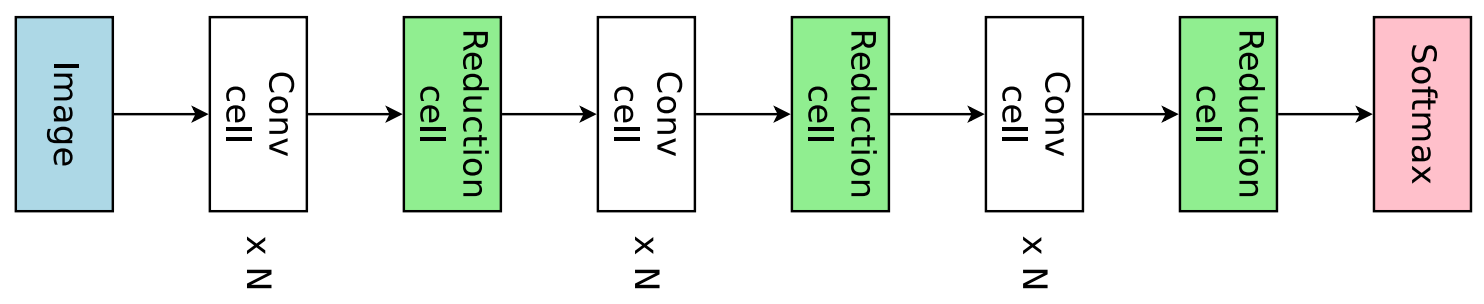 Image
Conv
cell
x N
Reduction
cell
Conv
cell
x N
Reduction
cell
Conv
cell
x N
Reduction
cell
Softmax